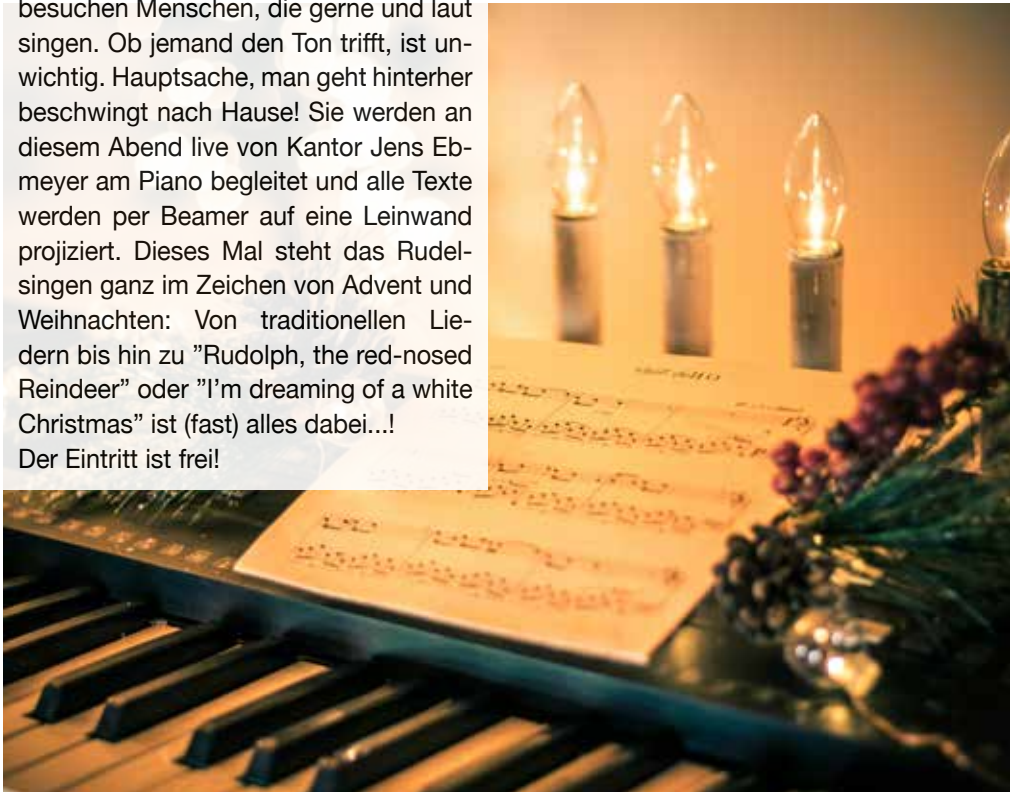 besuchen Menschen, die gerne und laut
singen. Ob jemand den Ton trifft, ist un-
wichtig. Hauptsache, man geht hinterher
beschwingt nach Hause! Sie werden an
diesem Abend live von Kantor Jens Eb-
meyer am Piano begleitet und alle Texte
werden per Beamer auf eine Leinwand
projiziert. Dieses Mal steht das Rudel-
singen ganz im Zeichen von Advent und
Weihnachten: Von traditionellen Lie-
dern bis hin zu ”Rudolph, the red-nosed
Reindeer” oder ”I’m dreaming of a white
Christmas” ist (fast) alles dabei...!
Der Eintritt ist frei!